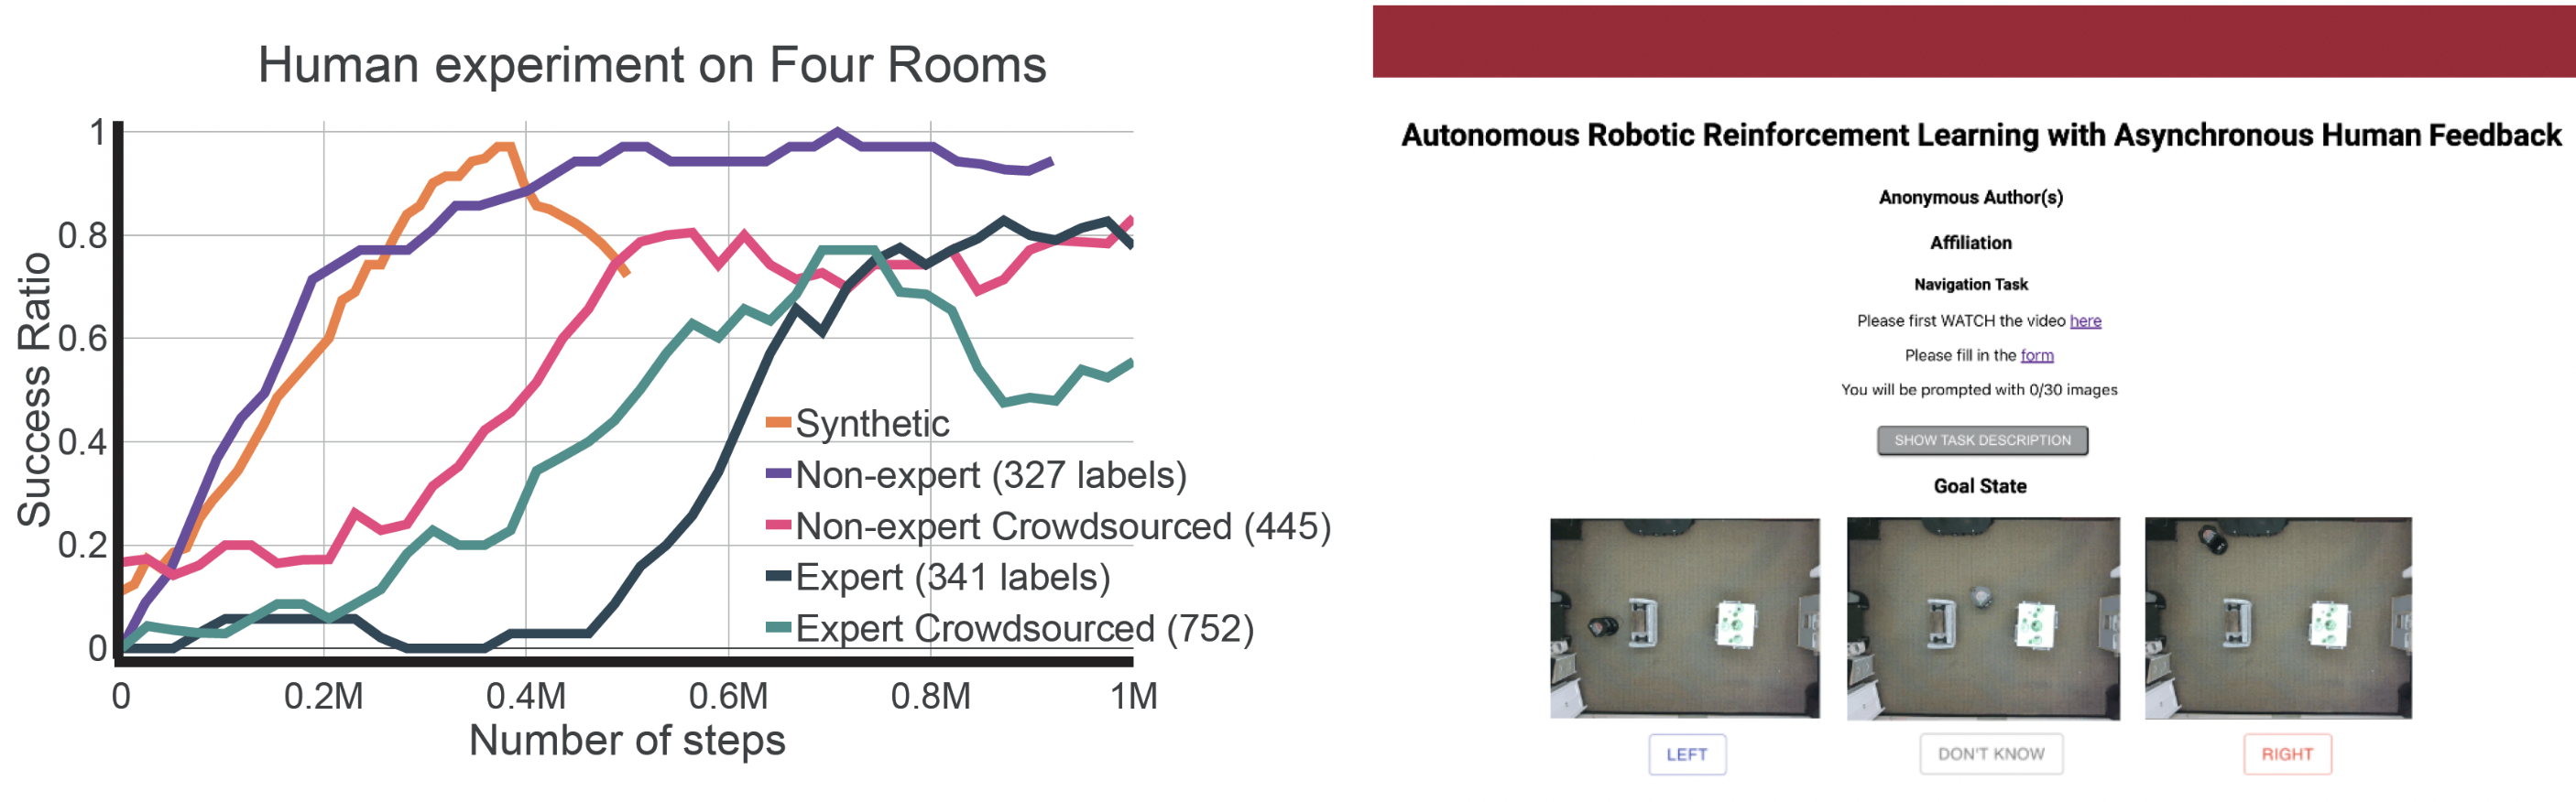 Human experiment on Four Rooms
Success Ratio
1
0.8
0.6
0.4
0.2
0
Synthetic
Non-expert (327 labels)
Non-expert Crowdsourced (445)
Expert (341 labels)
Expert Crowdsourced (752)
0 0.2M 0.4M 0.6M 0.8M 1M
Number of steps
Autonomous Robotic Reinforcement Learning with Asynchronous Human Feedback
Anonymous Author(s)
Affiliation
Navigation Task
Please first WATCH the video here
Please fill in the form
You will be prompted with 0/30 images
SHOW TASK DESCRIPTION
Goal State
LEFT DON'T KNOW RIGHT